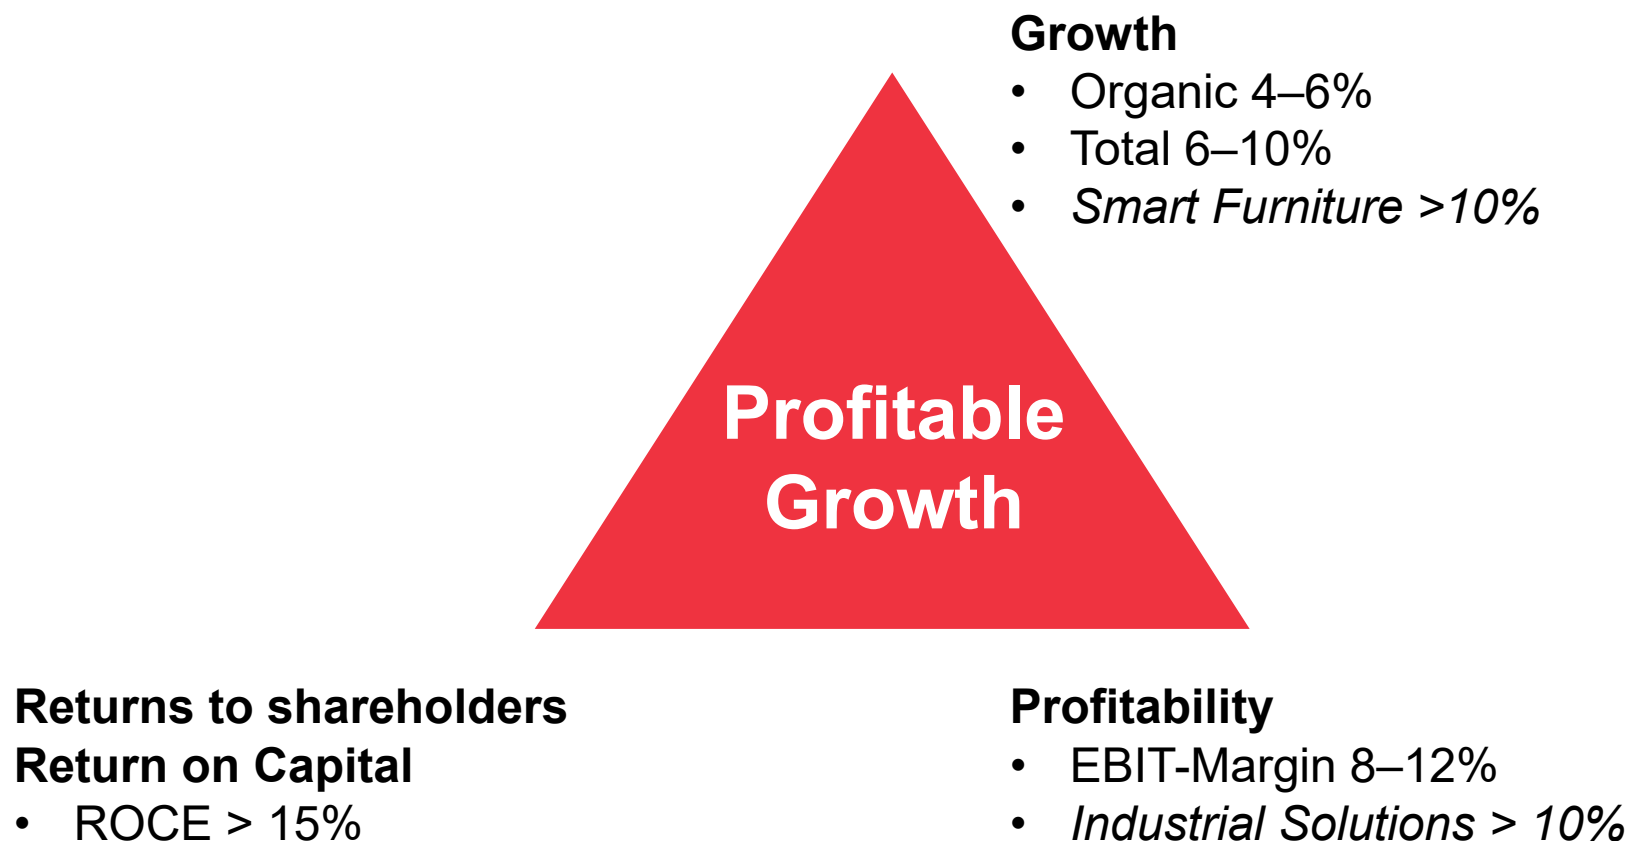 Growth
• Organic 4–6%
• Total 6–10%
• Smart Furniture >10%
Profitable
Growth
Returns to shareholders
Return on Capital
• ROCE > 15%
Profitability
• EBIT-Margin 8–12%
• Industrial Solutions > 10%